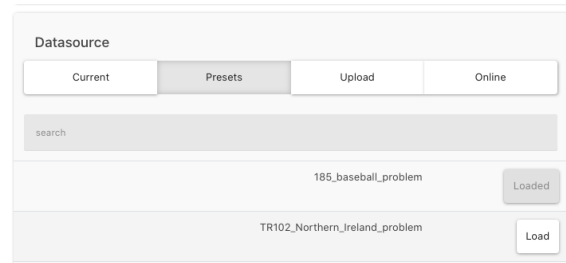 Datasource
Current Presets Upload Online
search
185_baseball_problem Loaded
TR102_Northern_Ireland_problem Load